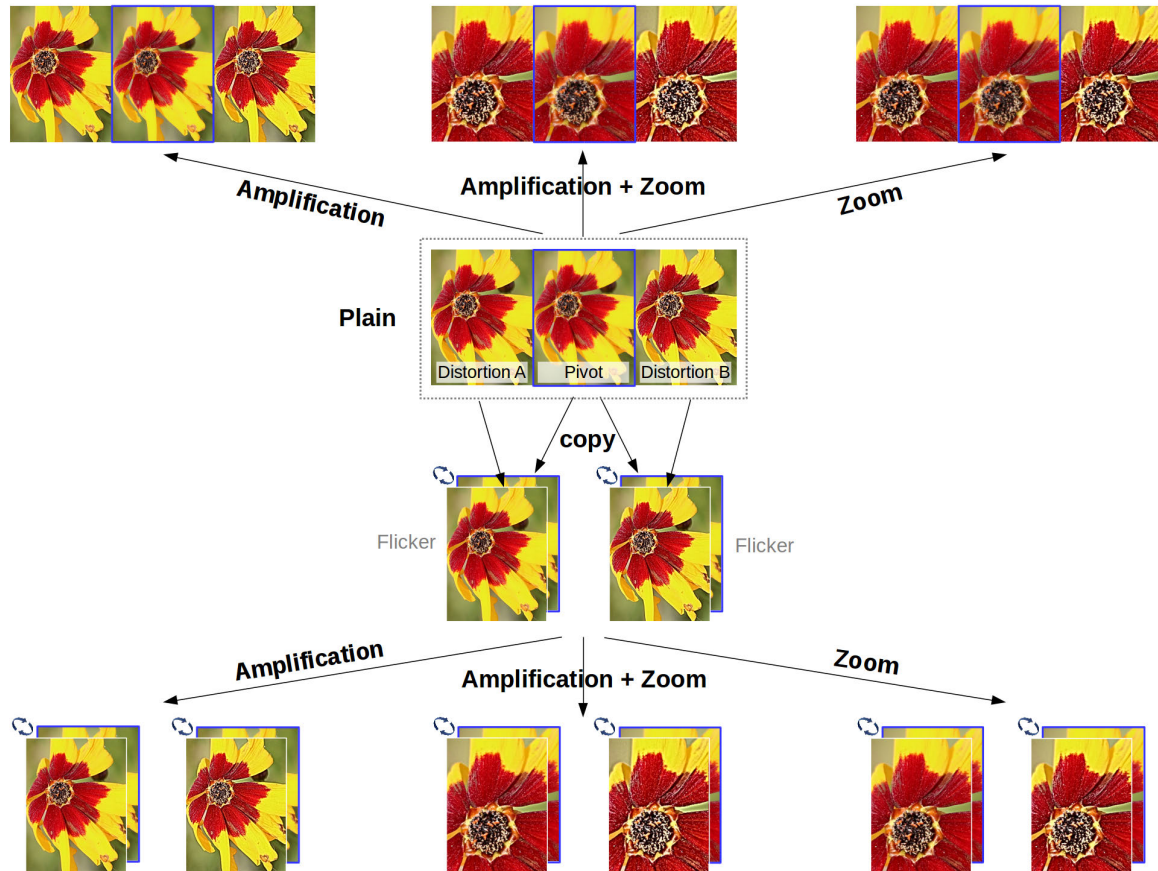 Amplification
Amplification + Zoom
Zoom
Plain
Distortion A
Pivot
Distortion B
copy
Flicker
Flicker
Amplification
Amplification + Zoom
Zoom